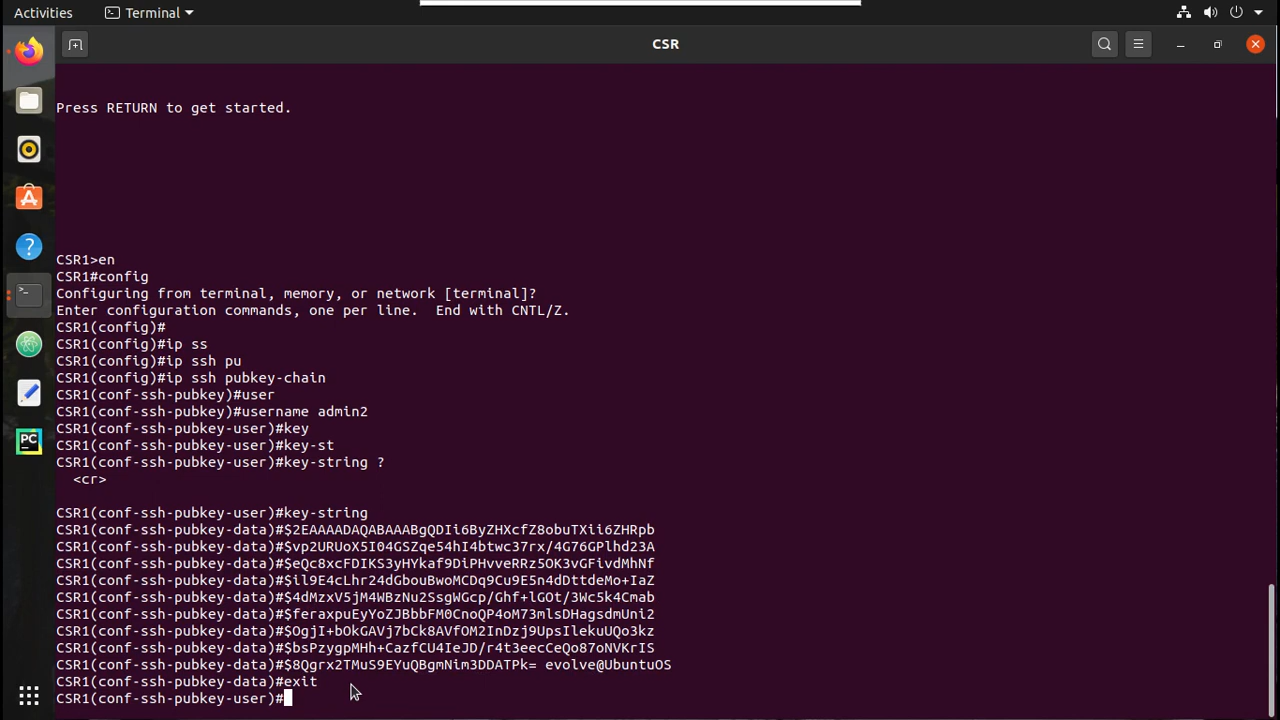 Activities
Terminal
CSR
Press RETURN to get started.
CSR1>en
CSR1#config
Configuring from terminal, memory, or network [terminal]?
Enter configuration commands, one per line.  End with CNTL/Z.
CSR1(config)#
CSR1(config)#ip ss
CSR1(config)#ip ssh pu
CSR1(config)#ip ssh pubkey-chain
CSR1(conf-ssh-pubkey)#user
CSR1(conf-ssh-pubkey)#username admin2
CSR1(conf-ssh-pubkey-user)#key
CSR1(conf-ssh-pubkey-user)#key-st
CSR1(conf-ssh-pubkey-user)#key-string ?
<cr>
CSR1(conf-ssh-pubkey-user)#key-string
CSR1(conf-ssh-pubkey-data)#$2EAAAADAQABAAABgQDIi6ByZHXcfZ8obuTXii6ZHRpb
CSR1(conf-ssh-pubkey-data)#$vp2URUoX5I04GSZqe54hI4btwc37rx/4G76GPlhd23A
CSR1(conf-ssh-pubkey-data)#$eQc8xcFDIKS3yHYkaf9DiPHvveRRz5OK3vGFivdMhNf
CSR1(conf-ssh-pubkey-data)#$il9E4cLhr24dGbouBwoMCDq9Cu9E5n4dDttdeMo+IaZ
CSR1(conf-ssh-pubkey-data)#$4dMzxV5jM4WBzNu2SsgWGcp/Ghf+lGOt/3Wc5k4Cmab
CSR1(conf-ssh-pubkey-data)#$feraxpuEyYoZJBbbFM0CnoQP4oM73mlsDHagsdmUni2
CSR1(conf-ssh-pubkey-data)#$OgjI+bOkGAVj7bCk8AVfOM2InDzj9UpsIlekuUQo3kz
CSR1(conf-ssh-pubkey-data)#$bsPzygpMHh+CazfCU4IeJD/r4t3eecCeQo87oNVKrIS
CSR1(conf-ssh-pubkey-data)#$8Qgrx2TMuS9EYuQBgmNim3DDATPk= evolve@UbuntuOS
CSR1(conf-ssh-pubkey-data)#exit
CSR1(conf-ssh-pubkey-user)#
PC